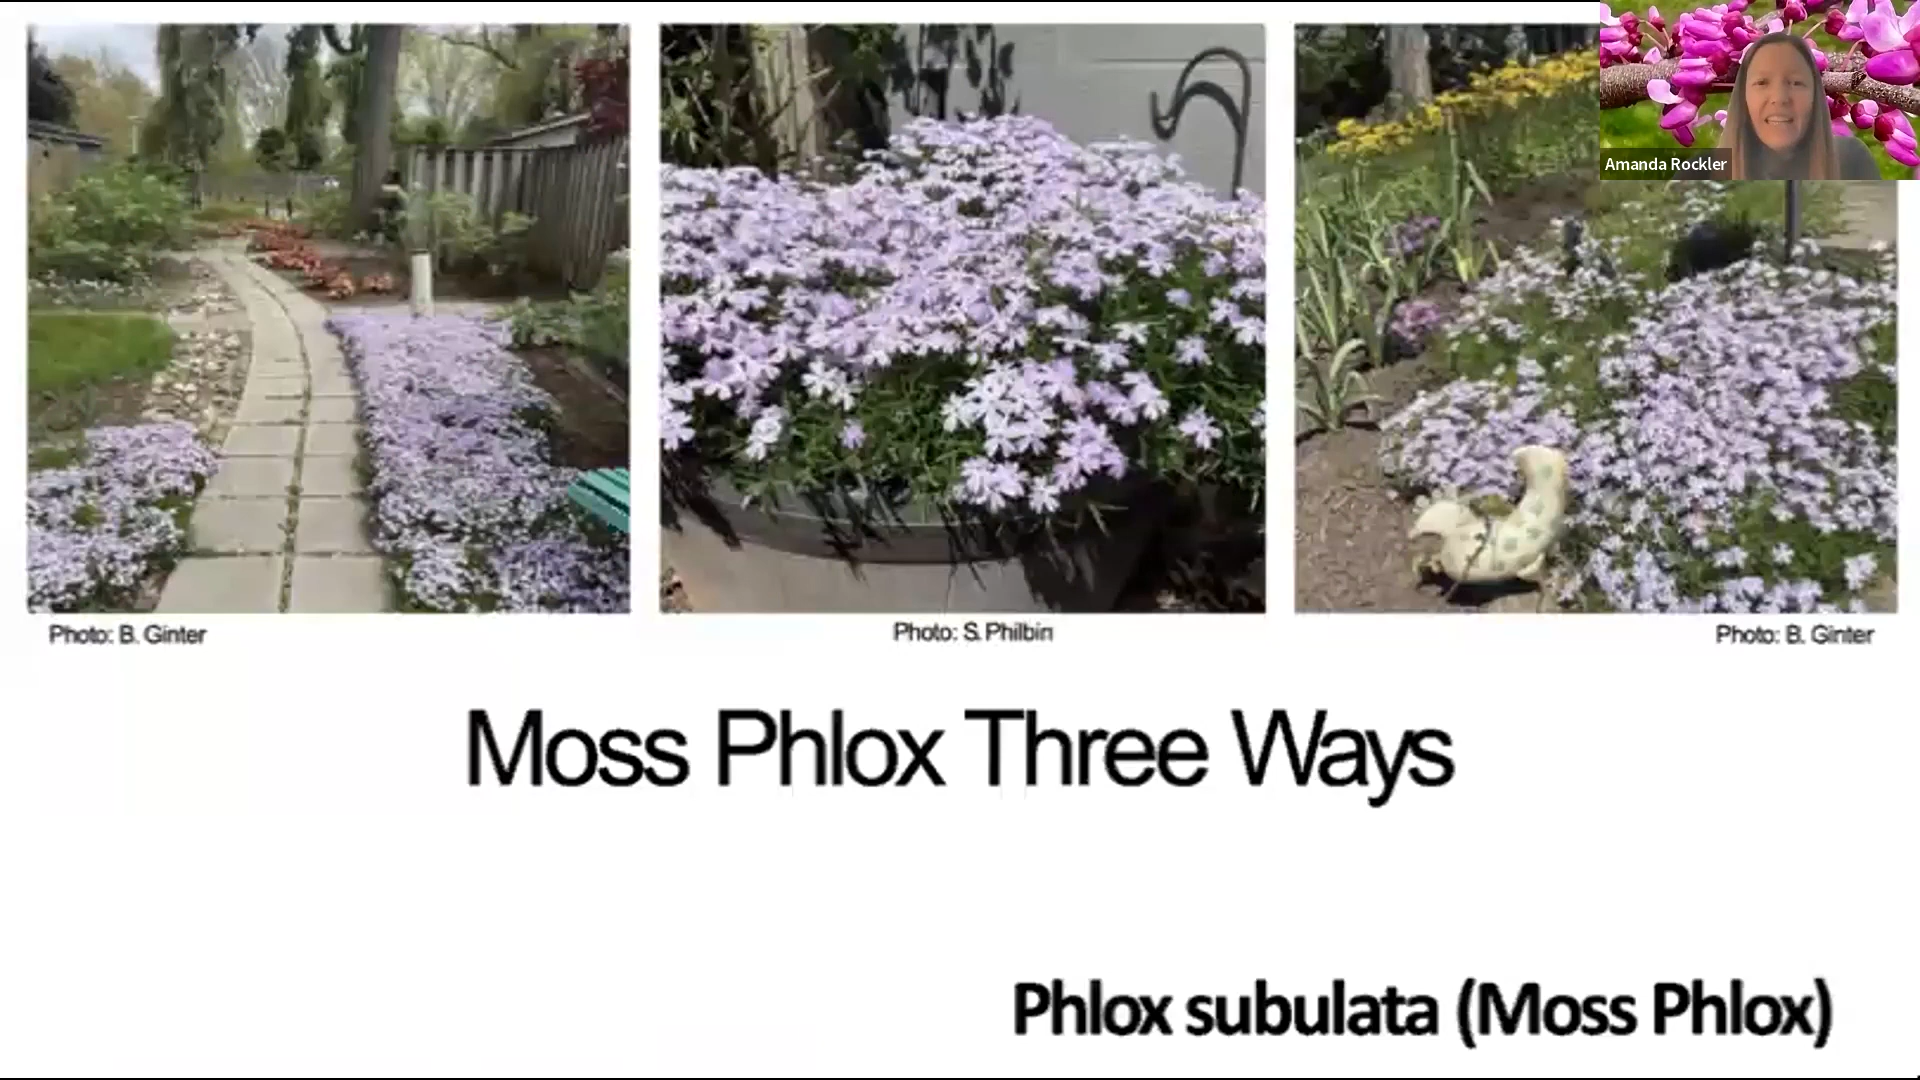 Amanda Rockler
Photo: B. Ginter
Photo: S. Philbin
Photo: B. Ginter
Moss Phlox Three Ways
Phlox subulata (Moss Phlox)